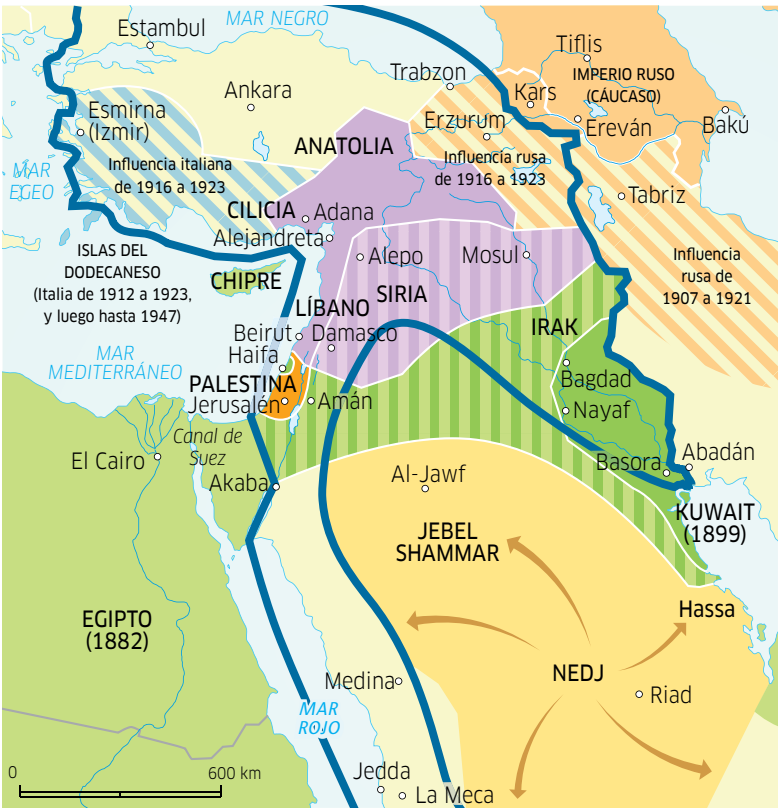 MAR NEGRO
Estambul
Tiflis
Trabzon
IMPERIO RUSO
(CÁUCASO)
Ankara
Kars
Esmirna
(Izmir)
Erzurum
Ereván
Bakú
ANATOLIA
MAR
EGEO
Influencia italiana
de 1916 a 1923
Influencia rusa
de 1916 a 1923
Tabriz
CILICIA
Adana
Alejandreta
ISLAS DEL
DODECANESO
(Italia de 1912 a 1923,
y luego hasta 1947)
Alepo
Mosul
Influencia
rusa de
1907 a 1921
CHIPRE
SIRIA
LÍBANO
IRAK
Beirut
Damasco
MAR
MEDITERRÁNEO
Haifa
Bagdad
PALESTINA
Jerusalén
Amán
Nayaf
Canal de
Suez
El Cairo
Basora
Abadán
Akaba
Al-Jawf
KUWAIT
(1899)
JEBEL
SHAMMAR
EGIPTO
(1882)
Hassa
NEDJ
Medina
Riad
MAR
ROJO
0
600 km
Jedda
La Meca